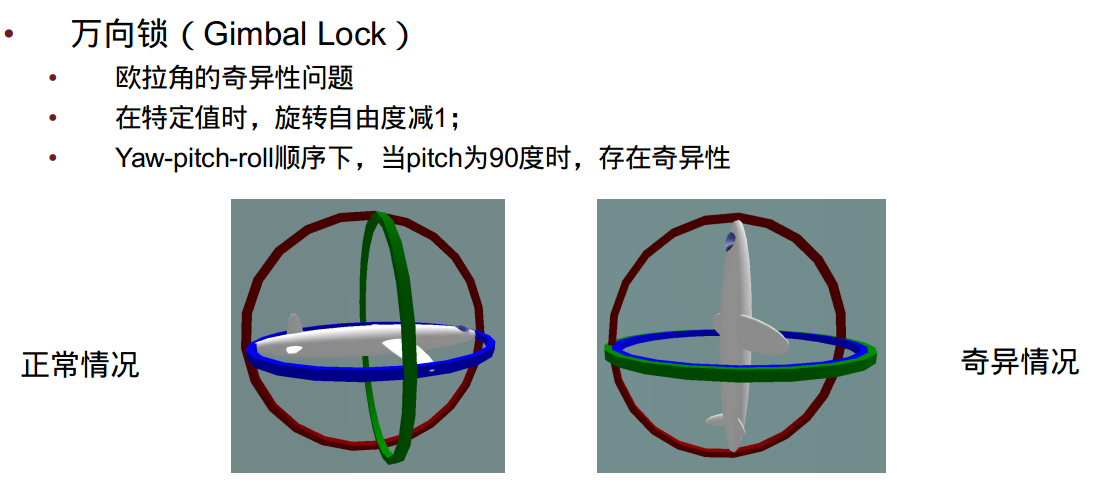 • 万向锁（Gimbal Lock）
• 欧拉角的奇异性问题
• 在特定值时，旋转自由度减1；
• Yaw-pitch-roll顺序下，当pitch为90度时，存在奇异性
正常情况
奇异情况